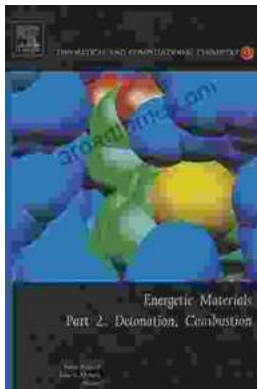 THEORETICAL AND COMPUTATIONAL CHEMISTRY
Energetic Materials
Part 2. Detonation, Combustion